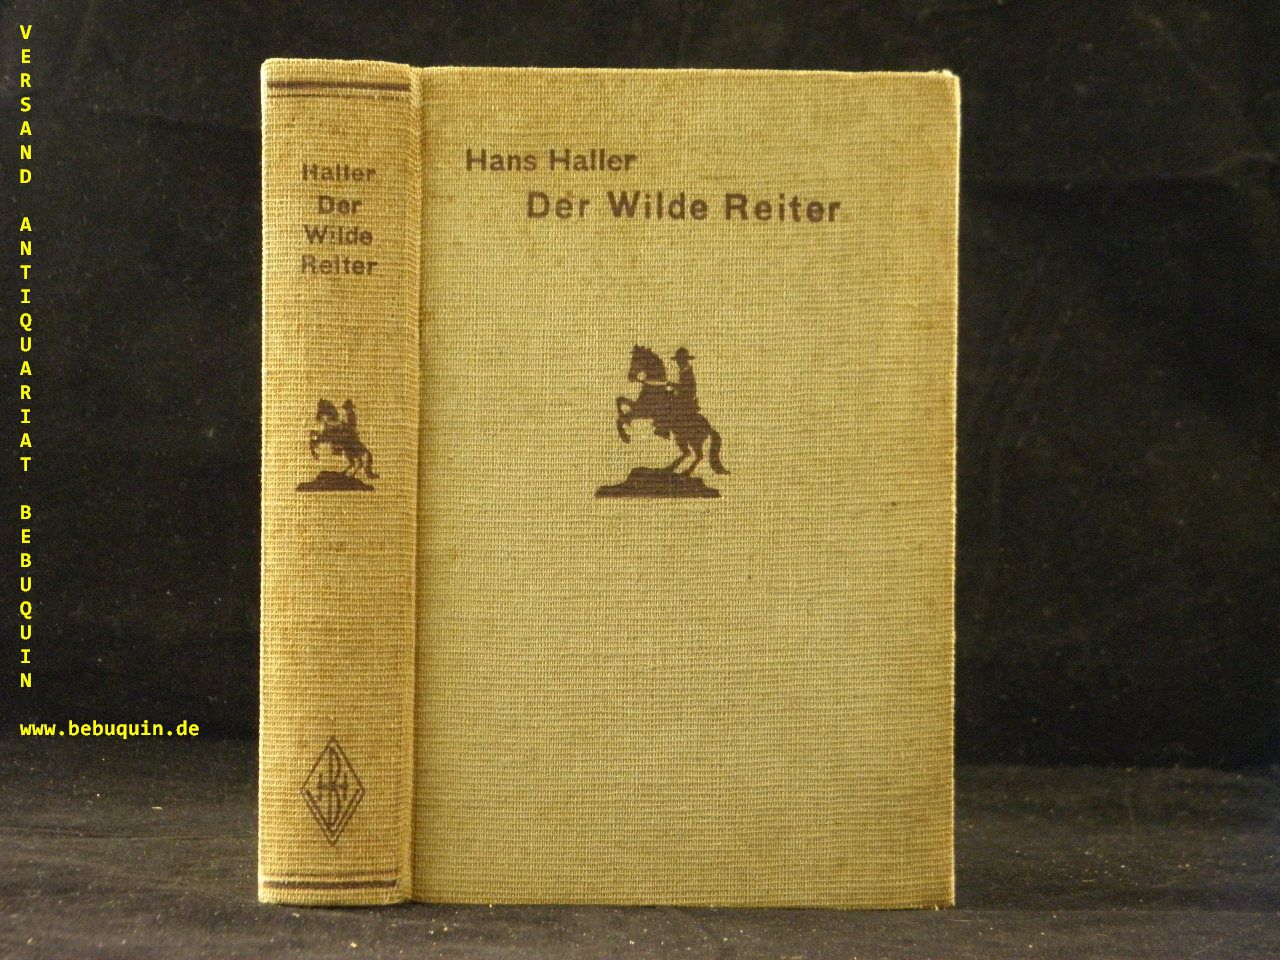 VERSAND ANTIQUARIAT BEBUQUIN
www.bebuquin.de
Haller
Der
Wilde
Reiter
Hans Haller
Der Wilde Reiter